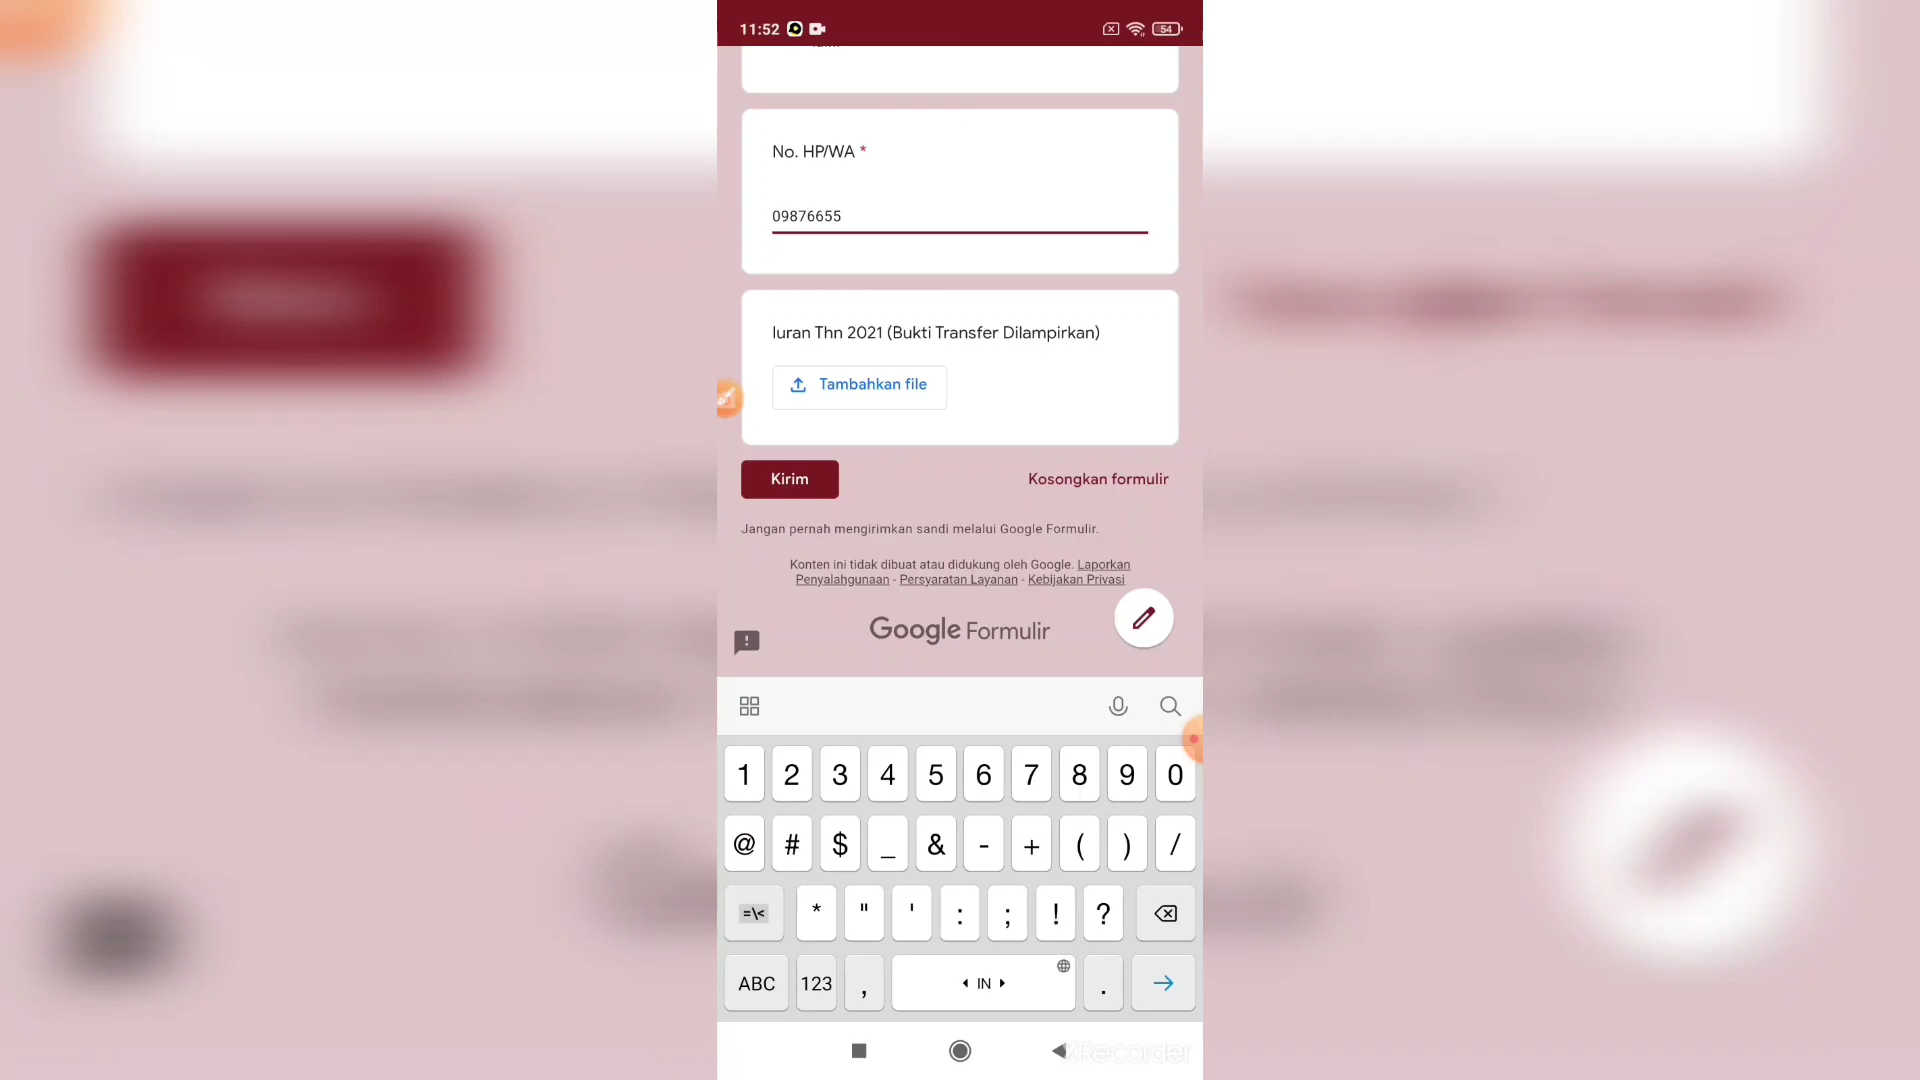 11:52
54
No. HP/WA *
09876655
Iuran Thn 2021 (Bukti Transfer Dilampirkan)
Tambahkan file
Kirim
Kosongkan formulir
Jangan pernah mengirimkan sandi melalui Google Formulir.
Konten ini tidak dibuat atau didukung oleh Google. Laporkan
Penyalahgunaan - Persyaratan Layanan - Kebijakan Privasi
Google Formulir
1 2 3 4 5 6 7 8 9 0
@ # $ _ & - + ( ) /
=\< * " ' : ; ! ?
ABC 123 , IN .
XRecorder